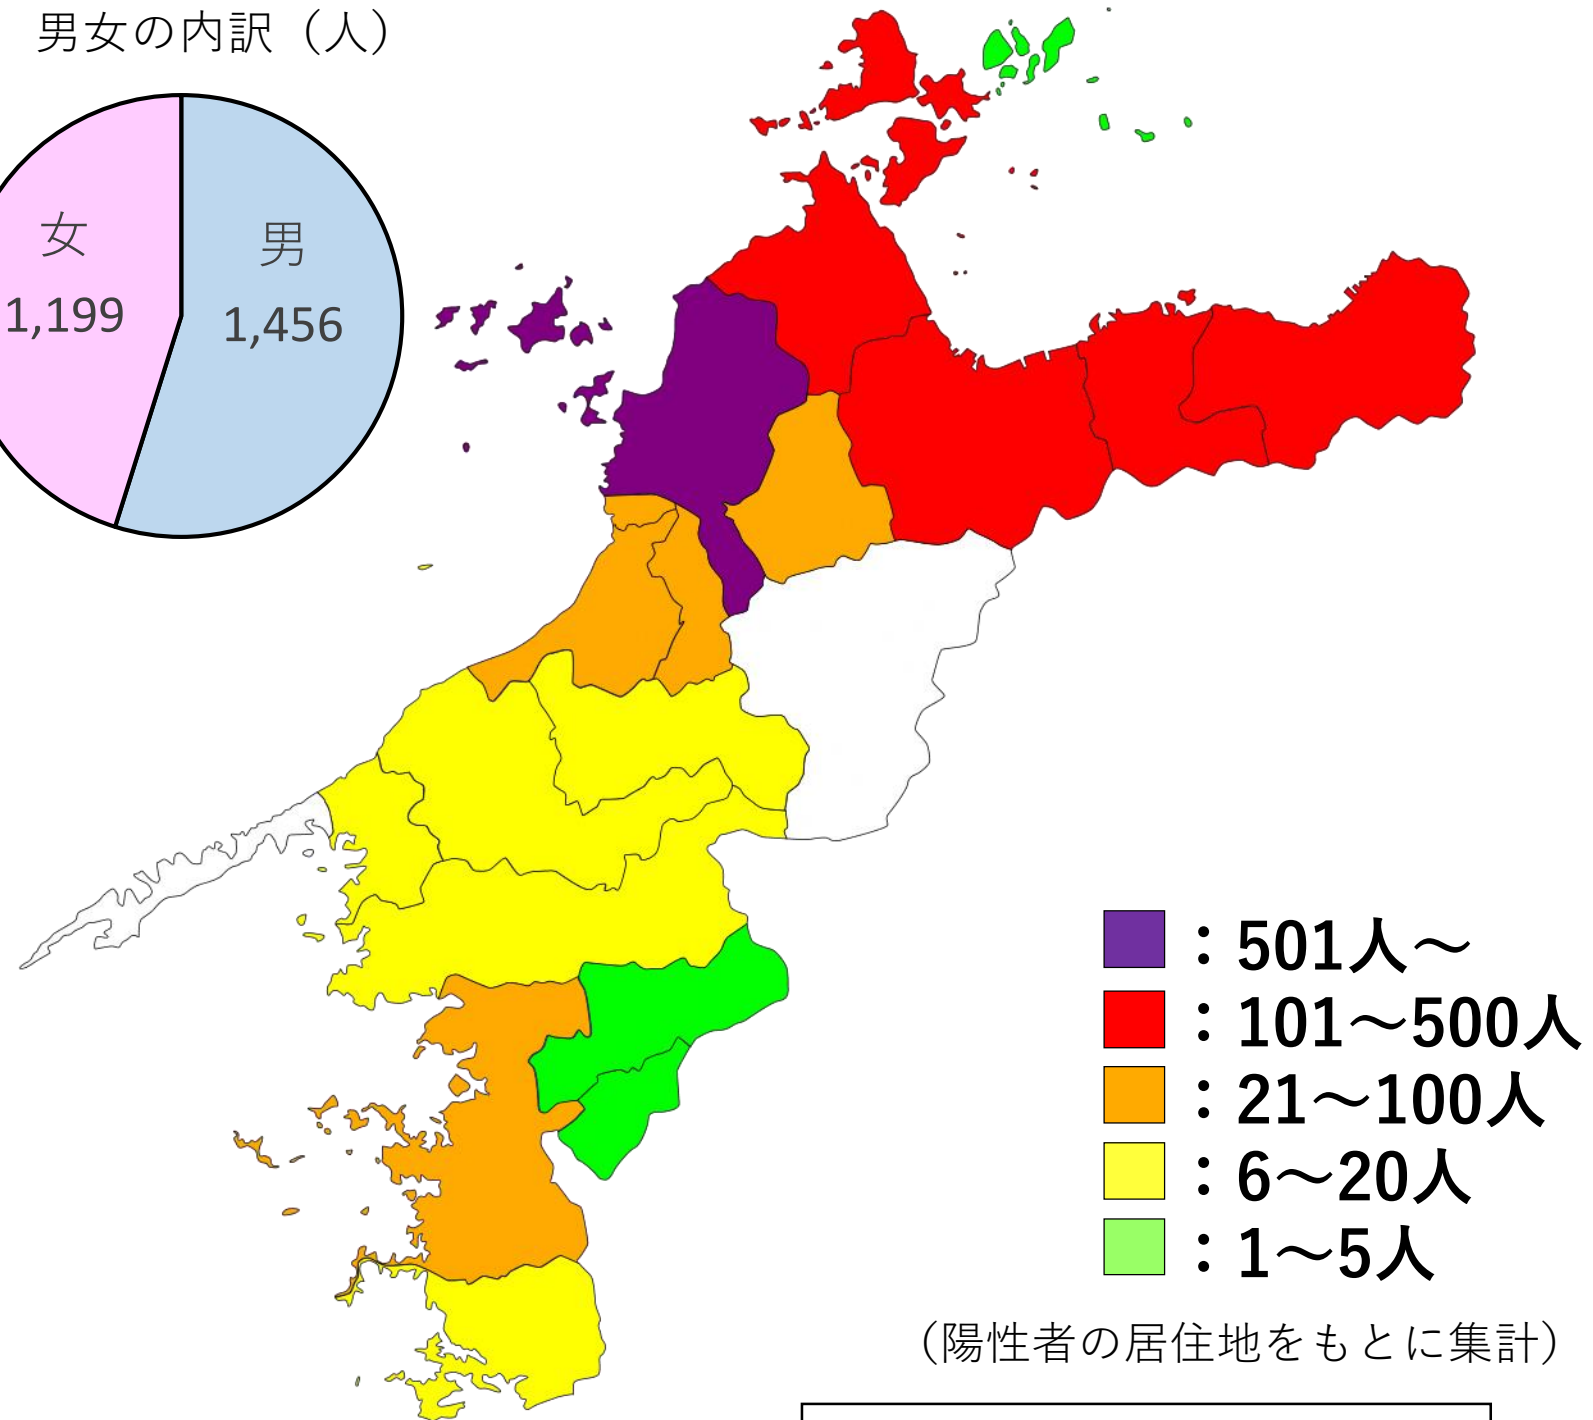 男女の内訳（人）
女
1,199
男
1,456
：501人～
：101～500人
：21～100人
：6～20人
：1～5人
（陽性者の居住地をもとに集計）